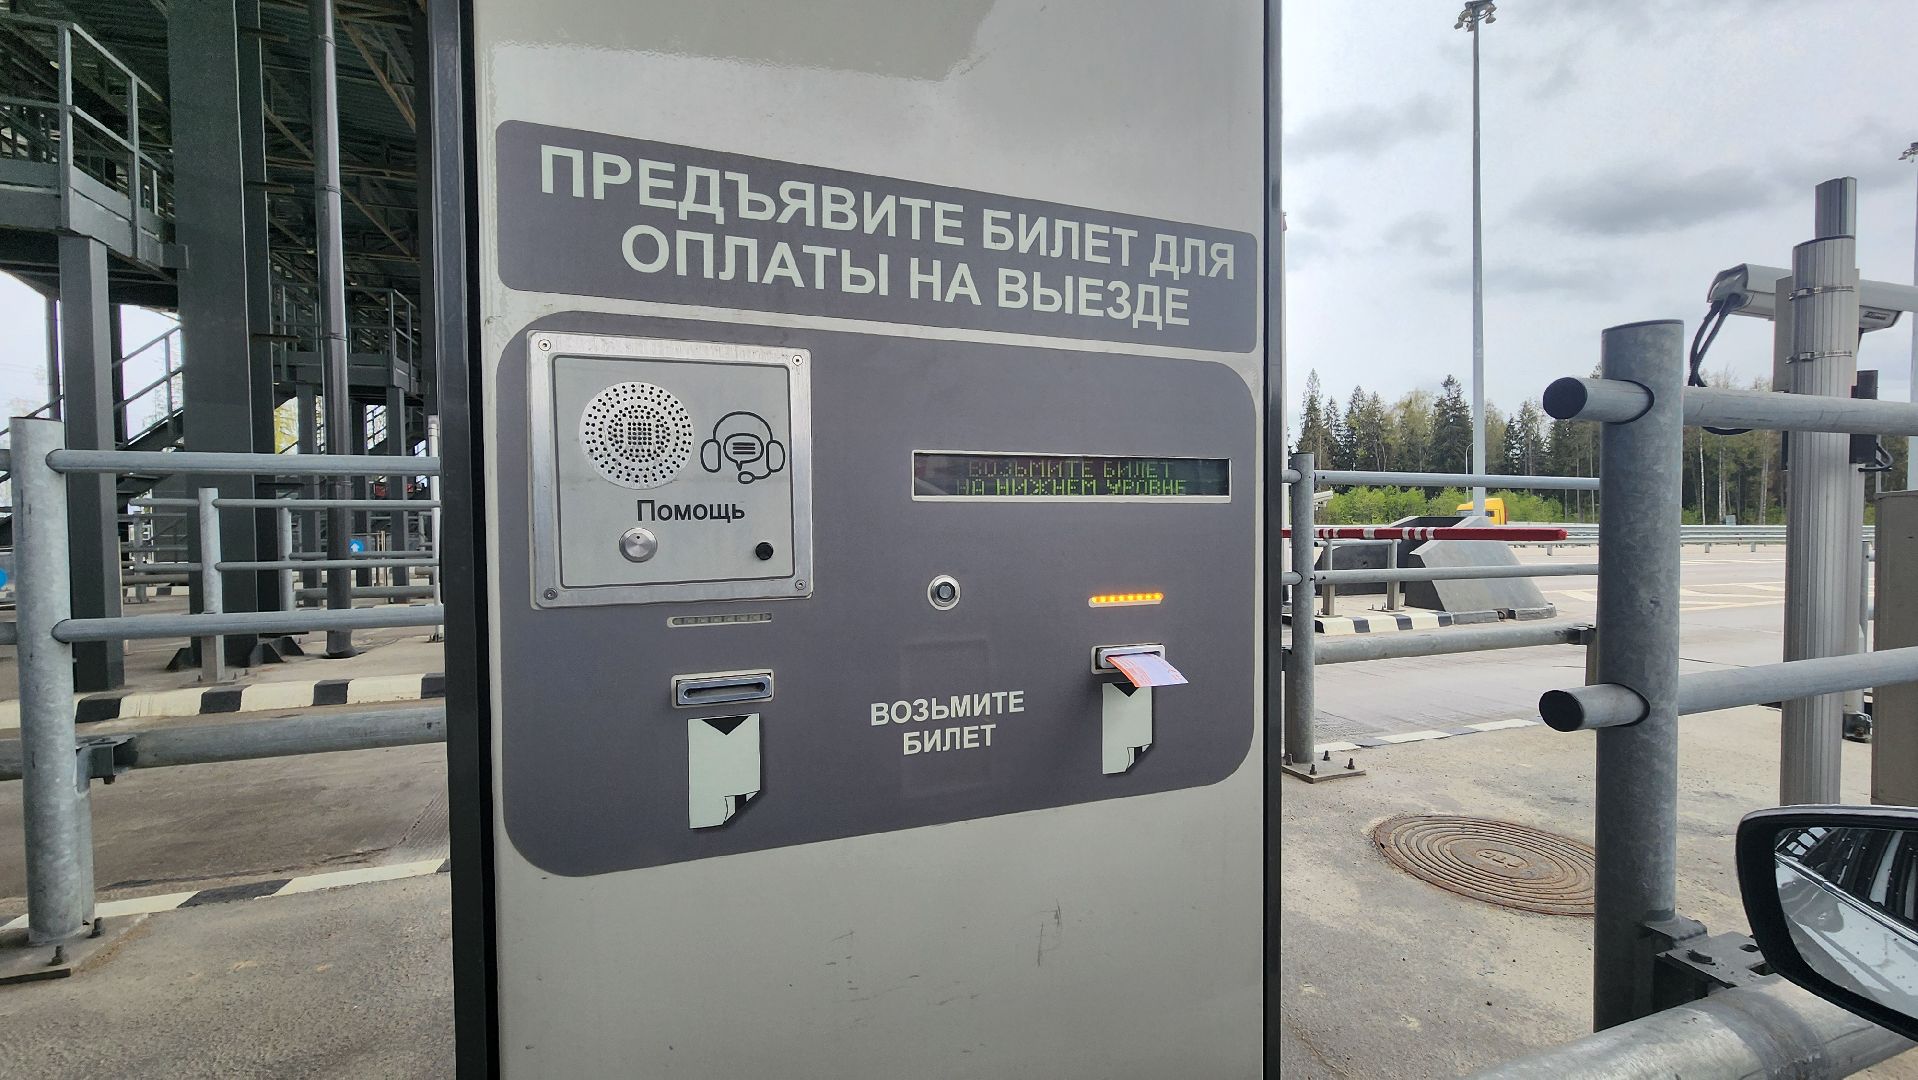 ПРЕДЪЯВИТЕ БИЛЕТ ДЛЯ
ОПЛАТЫ НА ВЫЕЗДЕ
Помощь
ВОЗЬМИТЕ БИЛЕТ
НА НИЖНЕМ УРОВНЕ
ВОЗЬМИТЕ
БИЛЕТ